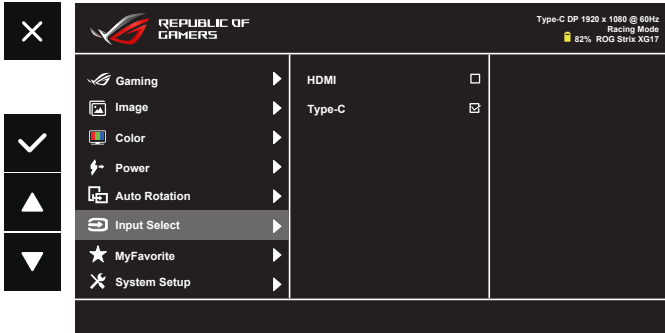 REPUBLIC OF
GAMERS
Type-C DP 1920 x 1080 @ 60Hz
Racing Mode
82% ROG Strix XG17
Gaming
Image
Color
Power
Auto Rotation
Input Select
MyFavorite
System Setup
HDMI
Type-C